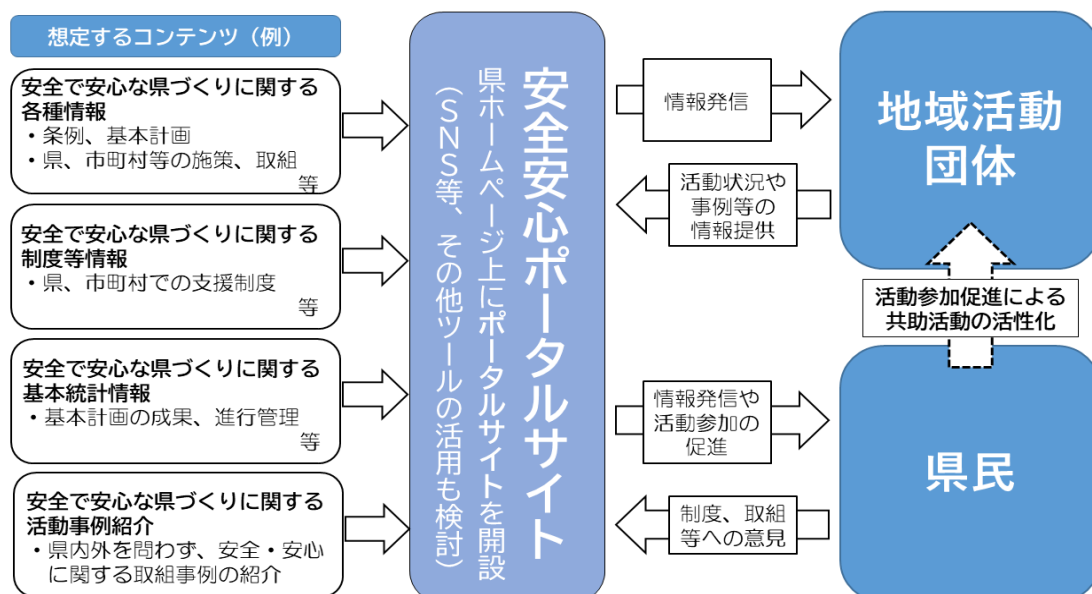 想定するコンテンツ（例）
安全で安心な県づくりに関する
各種情報
・条例、基本計画
・県、市町村等の施策、取組
等
安全で安心な県づくりに関する
制度等情報
・県、市町村での支援制度
等
安全で安心な県づくりに関する
基本統計情報
・基本計画の成果、進行管理
等
安全で安心な県づくりに関する
活動事例紹介
・県内外を問わず、安全・安心
に関する取組事例の紹介
安全安心ポータルサイト
県ホームページ上にポータルサイトを開設
（ＳＮＳ等、その他ツールの活用も検討）
情報発信
活動状況や
事例等の
情報提供
情報発信や
活動参加の
促進
制度、取組
等への意見
地域活動
団体
活動参加促進による
共助活動の活性化
県民